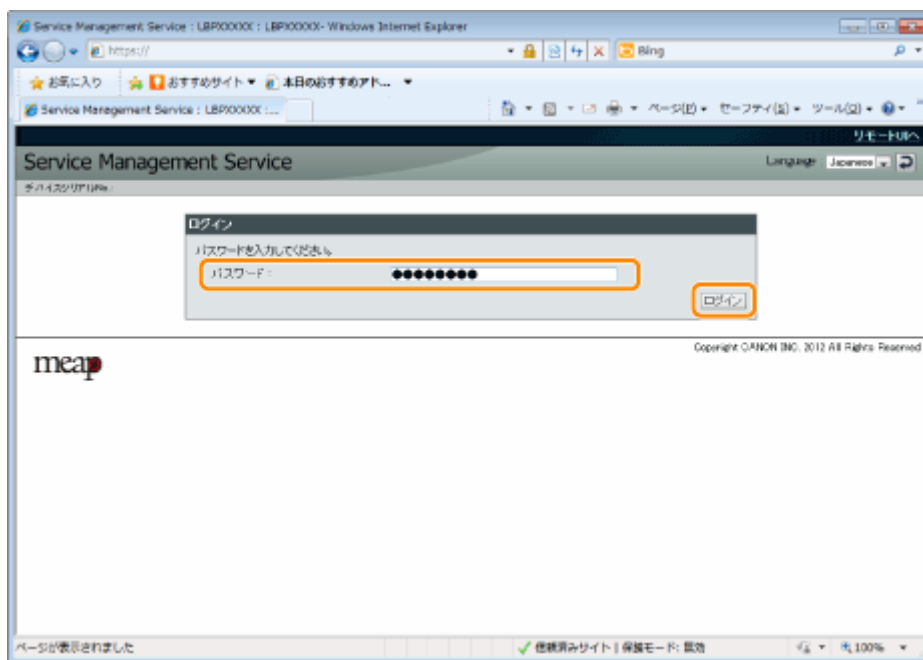 Service Management Service : LBPXXXXX : LBPXXXXX- Windows Internet Explorer
https://
Bing
お気に入り おすすめサイト 本日のおすすめアド...
Service Management Service : LBPXXXXX :...
ページ(P) セーフティ(S) ツール(O)
リモートUIへ
Service Management Service
Language Japanese
デバイスシリアルNo.:
ログイン
パスワードを入力してください。
パスワード :
ログイン
Copyright CANON INC. 2012 All Rights Reserved
meap
ページが表示されました
信頼済みサイト | 保護モード: 無効
100%